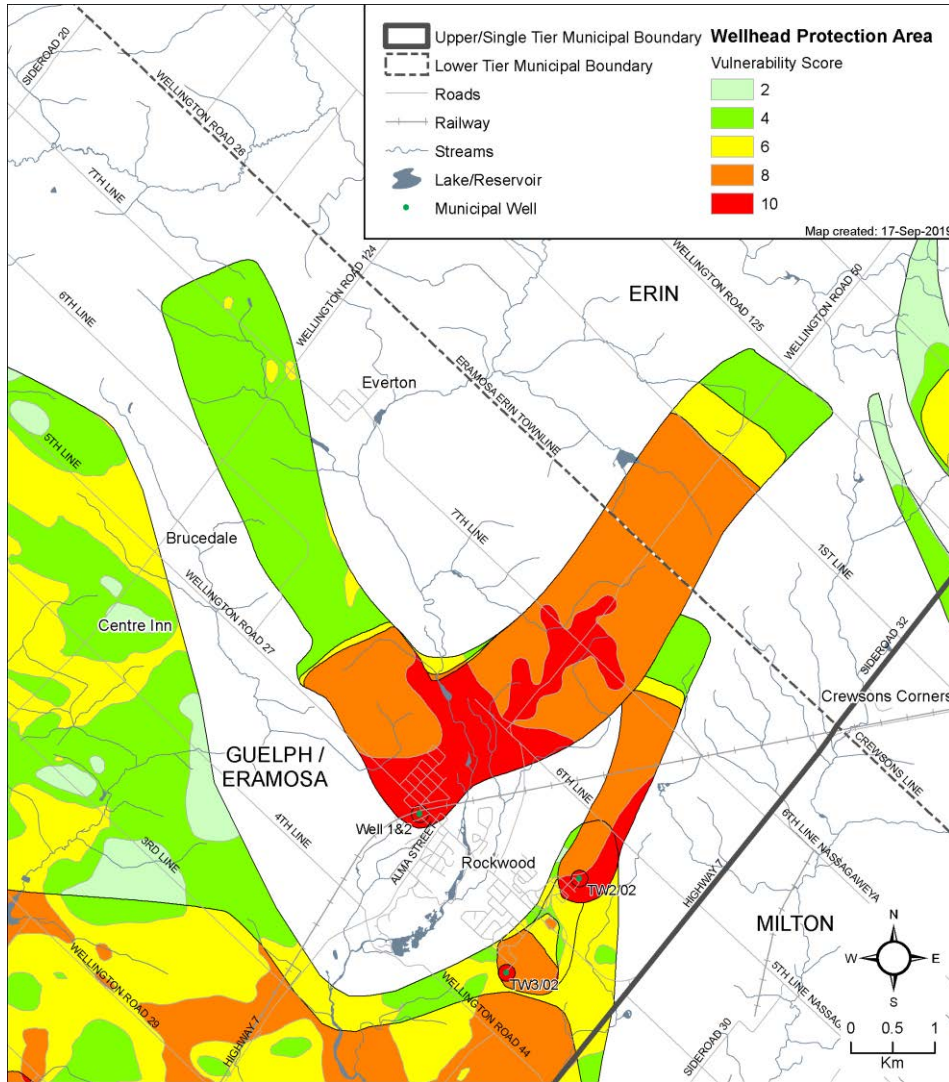 Upper/Single Tier Municipal Boundary
Lower Tier Municipal Boundary
Roads
Railway
Streams
Lake/Reservoir
Municipal Well
Wellhead Protection Area
Vulnerability Score
2
4
6
8
10
Map created: 17-Sep-2019
SIDEROAD 20
WELLINGTON ROAD 26
7TH LINE
6TH LINE
WELLINGTON ROAD 124
ERIN
WELLINGTON ROAD 125
WELLINGTON ROAD 50
Everton
ERAMOSA ERIN TOWNLINE
5TH LINE
Brucedale
7TH LINE
1ST LINE
WELLINGTON ROAD 27
Centre Inn
SIDEROAD 32
Crewsons Corners
GUELPH /
ERAMOSA
CREWSONS LINE
6TH LINE
4TH LINE
Well 1&2
ALMA STREET
6TH LINE NASSAGAWEYA
3RD LINE
Rockwood
TW2/02
HIGHWAY 7
MILTON
TW3/02
WELLINGTON ROAD 29
WELLINGTON ROAD 44
5TH LINE NASSAG
HIGHWAY 7
SIDEROAD 30
N
W
E
S
0 0.5 1
Km